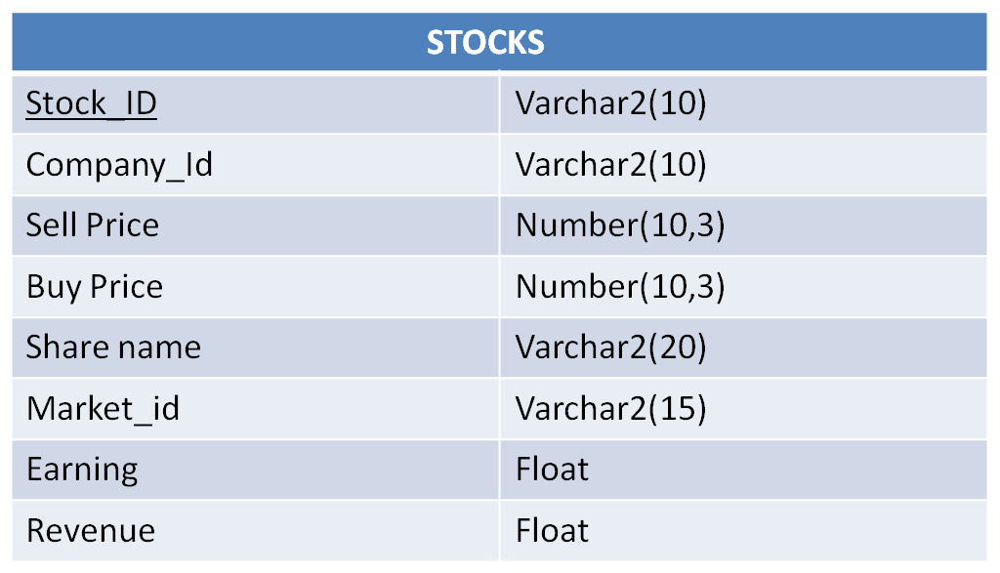 STOCKS
Stock_ID Varchar2(10)
Company_Id Varchar2(10)
Sell Price Number(10,3)
Buy Price Number(10,3)
Share name Varchar2(20)
Market_id Varchar2(15)
Earning Float
Revenue Float